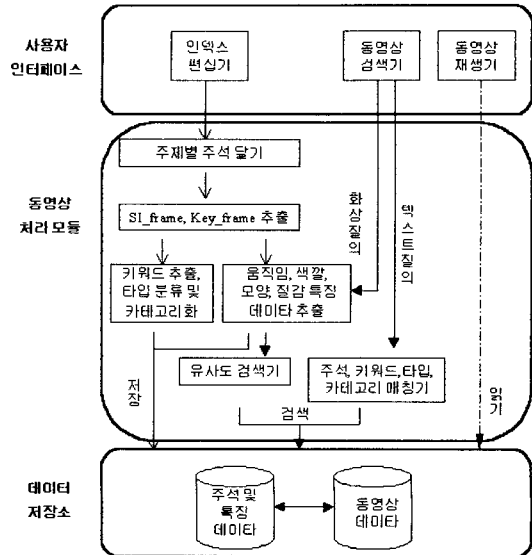 사용자
인터페이스
인덱스
편집기
동영상
검색기
동영상
재생기
동영상
처리 모듈
주제별 주석 달기
SI_frame, Key_frame 추출
화상질의
텍스트질의
키워드 추출,
타입 분류 및
카테고리화
움직임, 색깔,
모양, 질감 특징
데이타 추출
유사도 검색기
주석, 키워드, 타입,
카테고리 매칭기
저장
검색
읽기
데이터
저장소
주석 및
특징
데이타
동영상
데이타